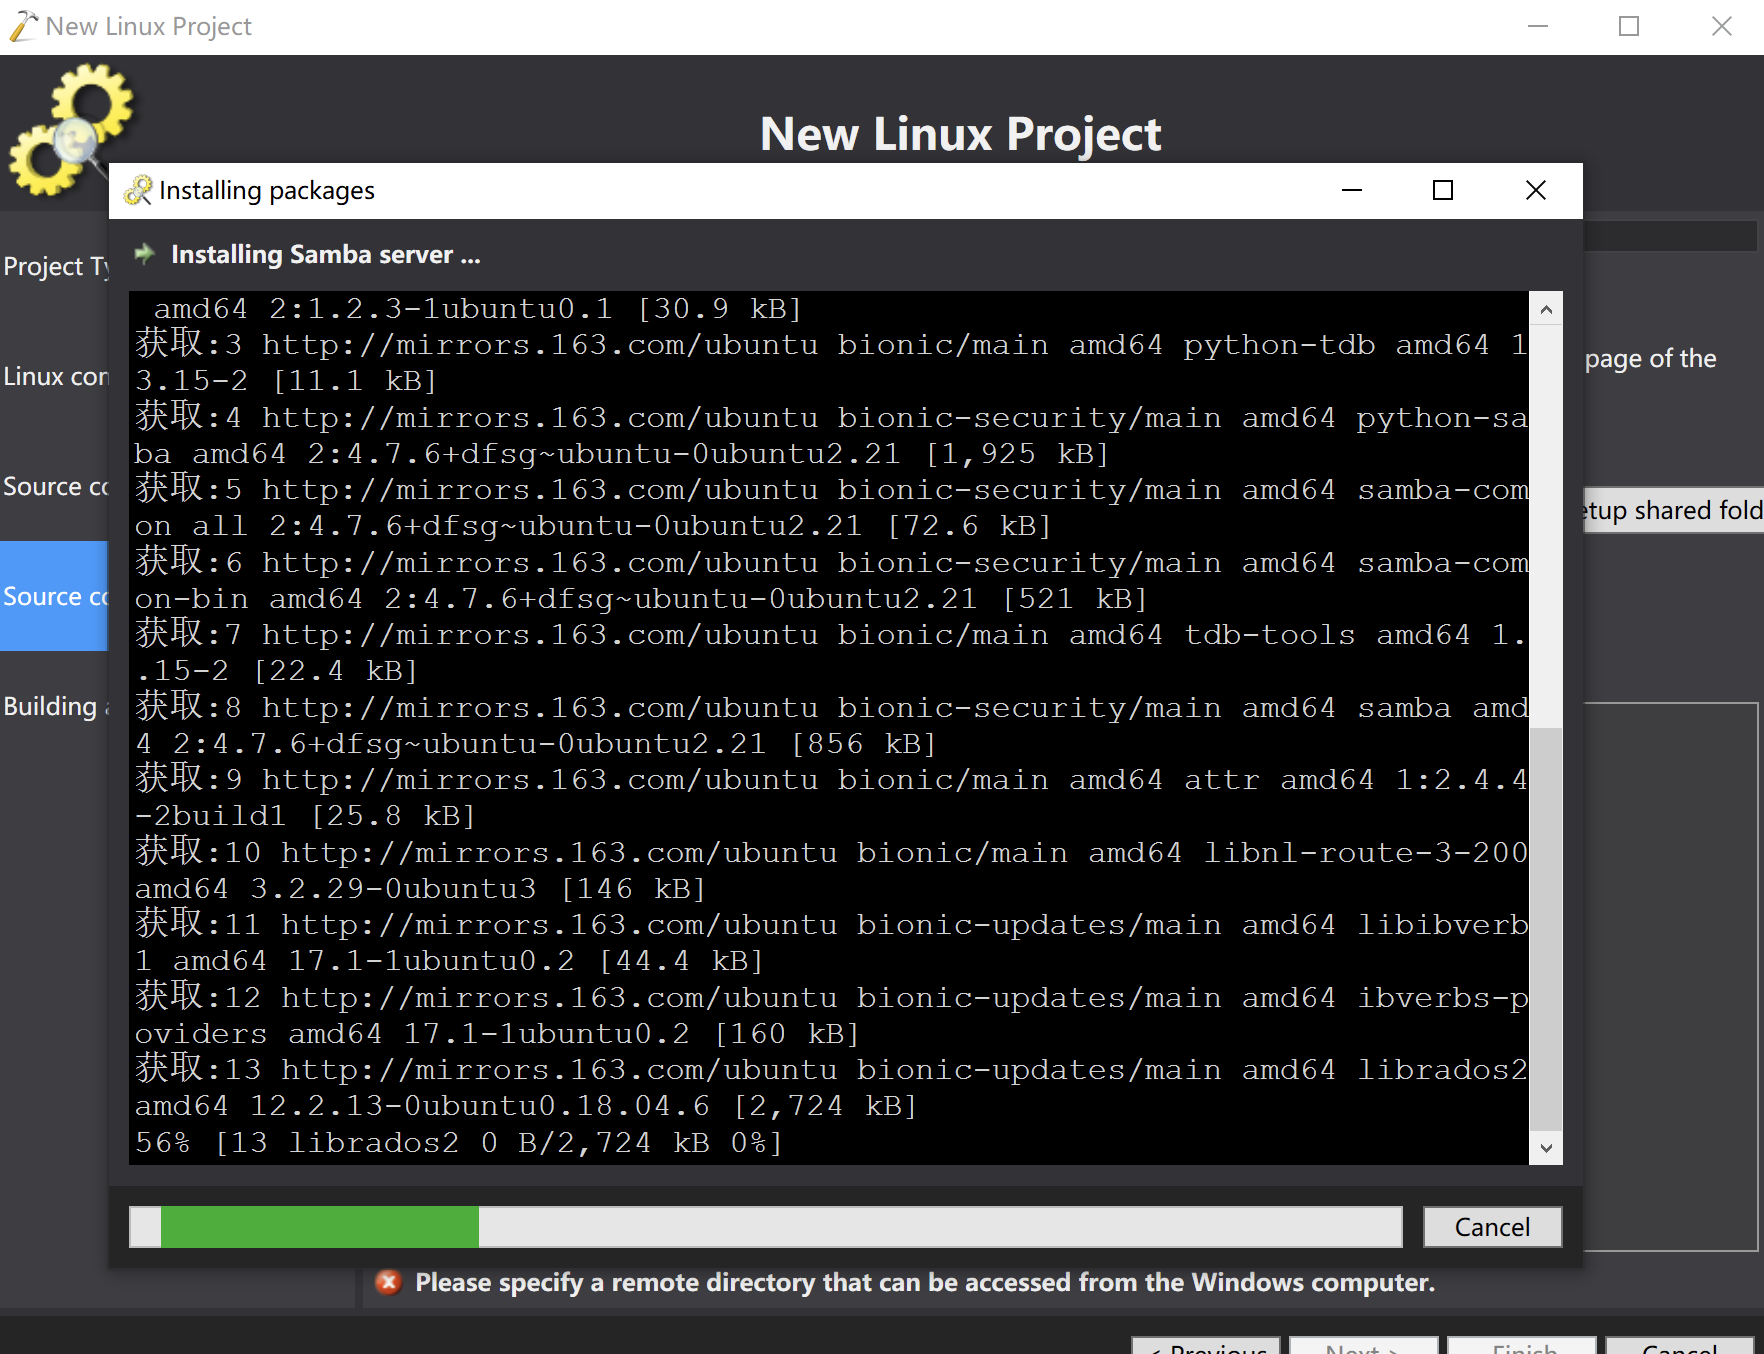 New Linux Project
New Linux Project
Installing packages
Installing Samba server ...
Project Ty
Linux con
page of the
Source co
etup shared fold
Source co
Building a
amd64 2:1.2.3-1ubuntu0.1 [30.9 kB]
获取:3 http://mirrors.163.com/ubuntu bionic/main amd64 python-tdb amd64 1
3.15-2 [11.1 kB]
获取:4 http://mirrors.163.com/ubuntu bionic-security/main amd64 python-sa
ba amd64 2:4.7.6+dfsg~ubuntu-0ubuntu2.21 [1,925 kB]
获取:5 http://mirrors.163.com/ubuntu bionic-security/main amd64 samba-com
on all 2:4.7.6+dfsg~ubuntu-0ubuntu2.21 [72.6 kB]
获取:6 http://mirrors.163.com/ubuntu bionic-security/main amd64 samba-com
on-bin amd64 2:4.7.6+dfsg~ubuntu-0ubuntu2.21 [521 kB]
获取:7 http://mirrors.163.com/ubuntu bionic/main amd64 tdb-tools amd64 1.
.15-2 [22.4 kB]
获取:8 http://mirrors.163.com/ubuntu bionic-security/main amd64 samba amd
4 2:4.7.6+dfsg~ubuntu-0ubuntu2.21 [856 kB]
获取:9 http://mirrors.163.com/ubuntu bionic/main amd64 attr amd64 1:2.4.4
-2build1 [25.8 kB]
获取:10 http://mirrors.163.com/ubuntu bionic/main amd64 libnl-route-3-200
amd64 3.2.29-0ubuntu3 [146 kB]
获取:11 http://mirrors.163.com/ubuntu bionic-updates/main amd64 libibverb
1 amd64 17.1-1ubuntu0.2 [44.4 kB]
获取:12 http://mirrors.163.com/ubuntu bionic-updates/main amd64 ibverbs-p
oviders amd64 17.1-1ubuntu0.2 [160 kB]
获取:13 http://mirrors.163.com/ubuntu bionic-updates/main amd64 librados2
amd64 12.2.13-0ubuntu0.18.04.6 [2,724 kB]
56% [13 librados2 0 B/2,724 kB 0%]
Cancel
Please specify a remote directory that can be accessed from the Windows computer.
< Previous Next > Finish Cancel